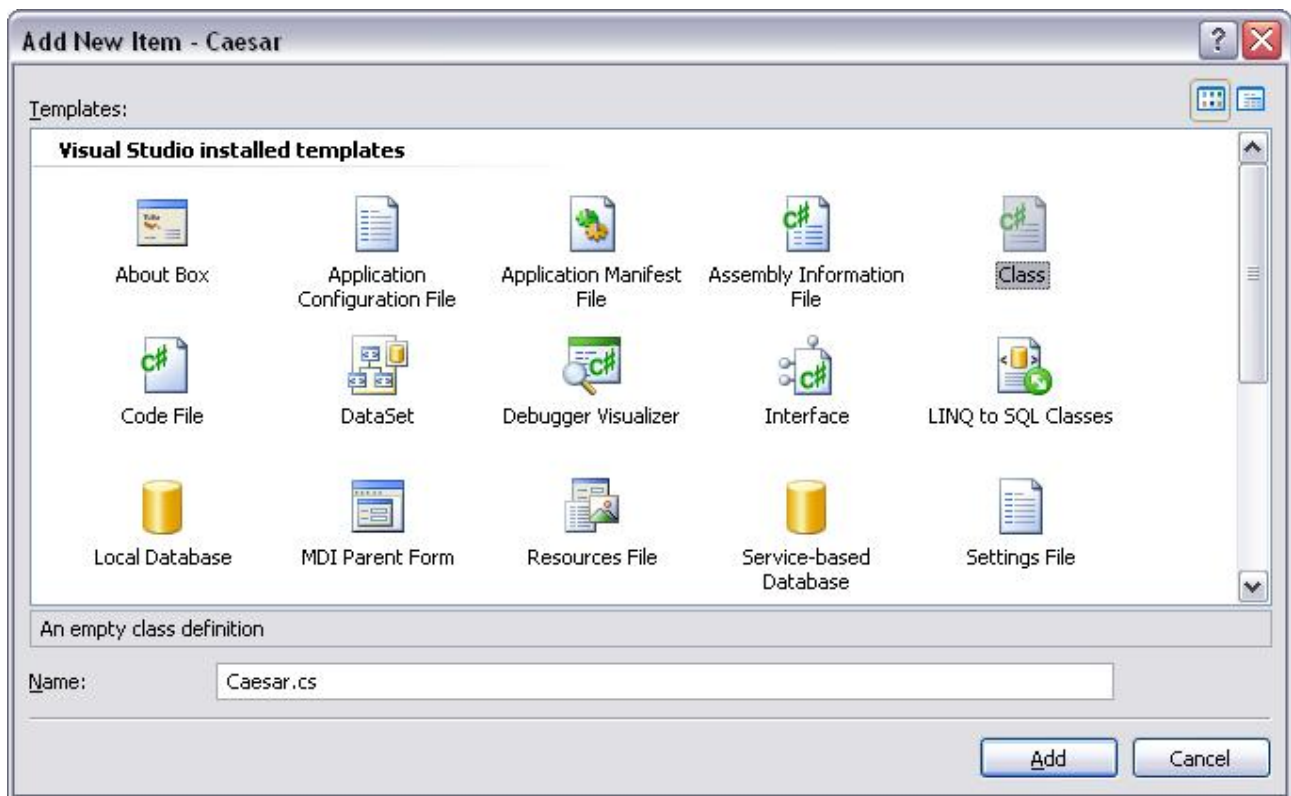 Add New Item - Caesar
Templates:
Visual Studio installed templates
About Box
Application
Configuration File
Application Manifest
File
Assembly Information
File
Class
Code File
DataSet
Debugger Visualizer
Interface
LINQ to SQL Classes
Local Database
MDI Parent Form
Resources File
Service-based
Database
Settings File
An empty class definition
Name:
Caesar.cs
Add
Cancel